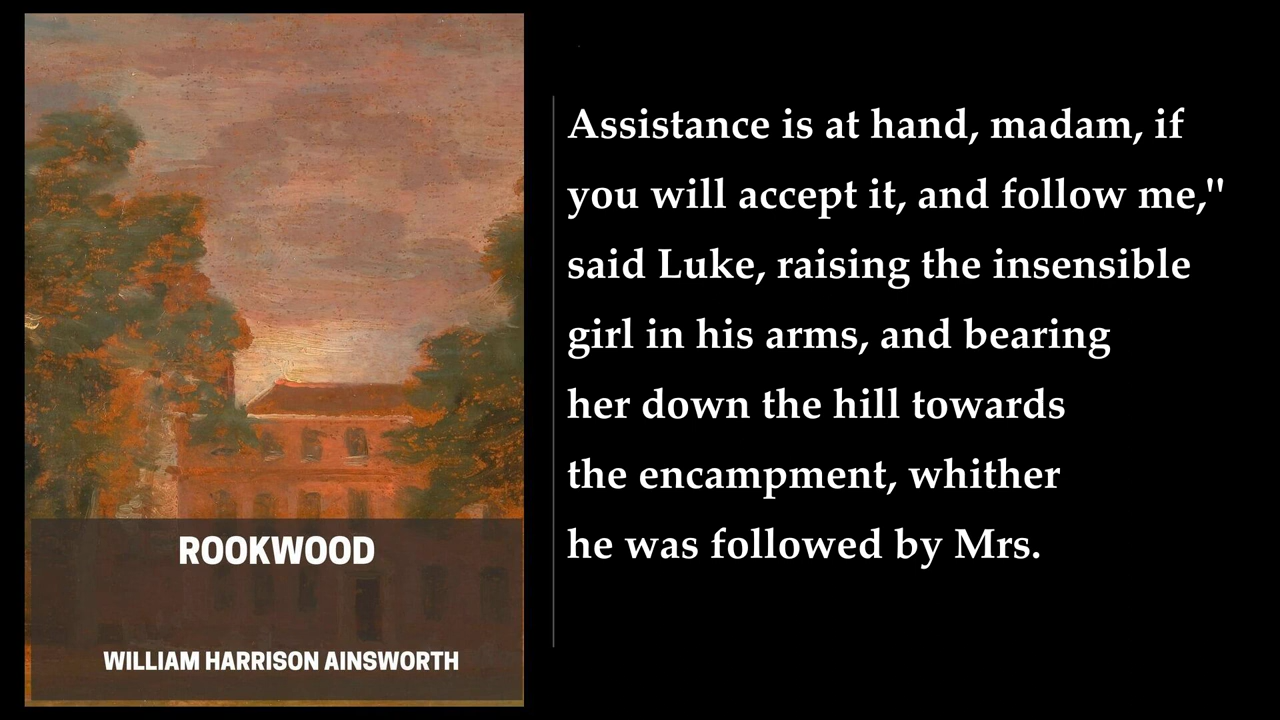 ROOKWOOD
WILLIAM HARRISON AINSWORTH
Assistance is at hand, madam, if
you will accept it, and follow me,"
said Luke, raising the insensible
girl in his arms, and bearing
her down the hill towards
the encampment, whither
he was followed by Mrs.